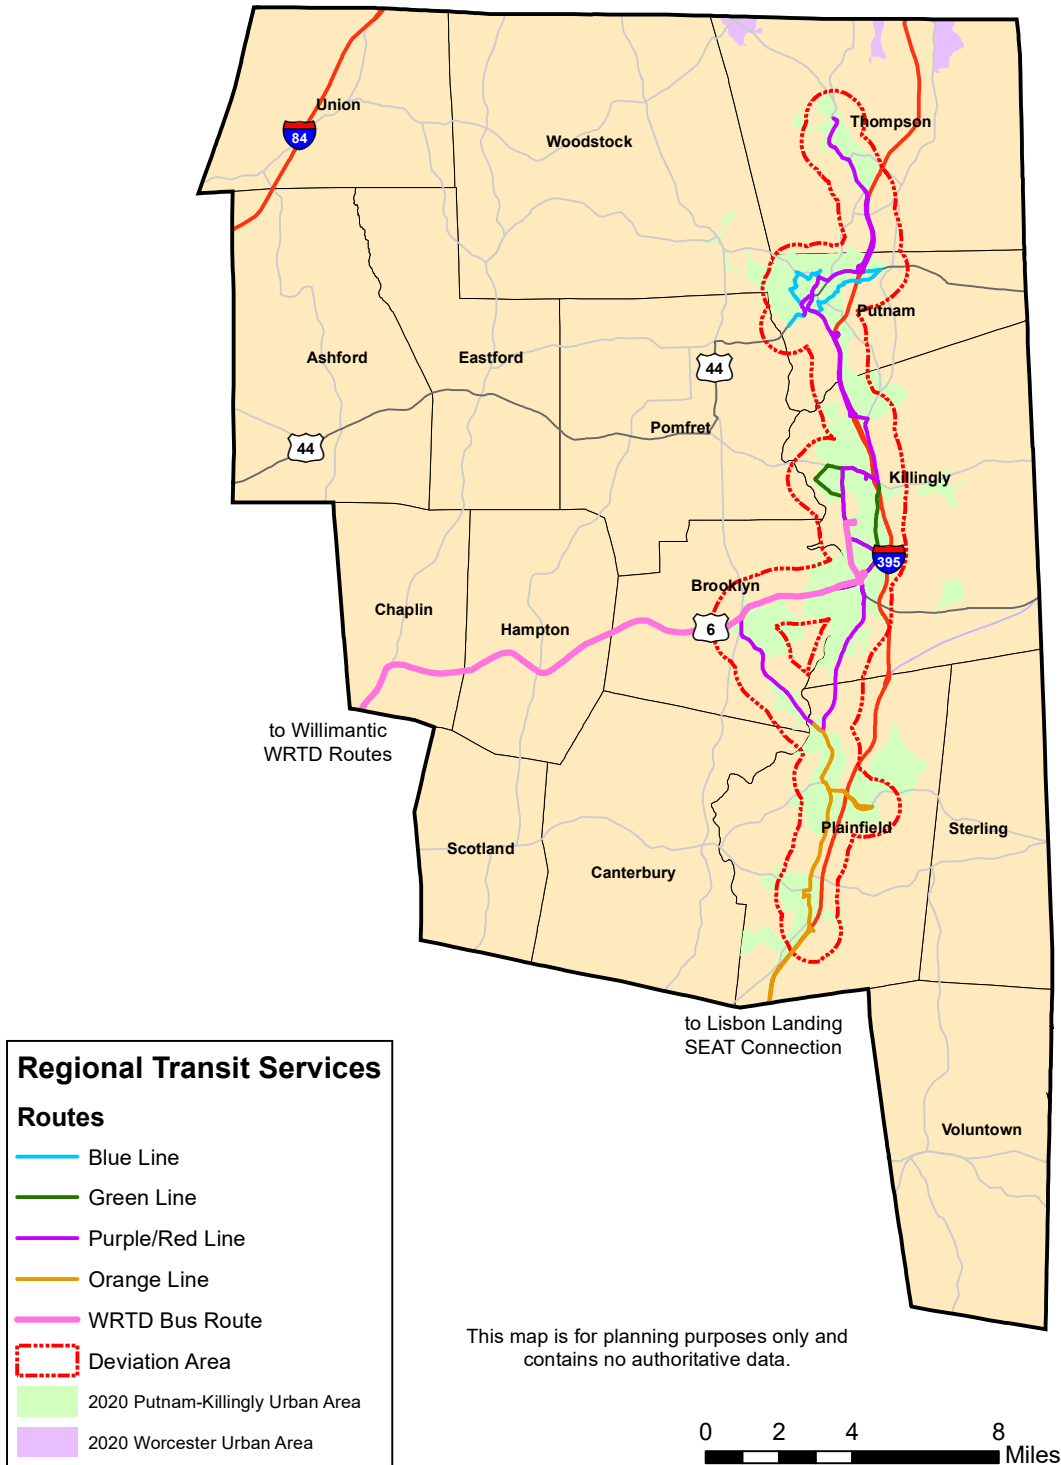 Union
Thompson
84
Woodstock
Putnam
Ashford
Eastford
44
Pomfret
44
Killingly
395
Brooklyn
Chaplin
Hampton
6
to Willimantic
WRTD Routes
Plainfield
Sterling
Scotland
Canterbury
to Lisbon Landing
SEAT Connection
Voluntown
Regional Transit Services
Routes
Blue Line
Green Line
Purple/Red Line
Orange Line
WRTD Bus Route
Deviation Area
2020 Putnam-Killingly Urban Area
2020 Worcester Urban Area
This map is for planning purposes only and
contains no authoritative data.
0 2 4 8
Miles